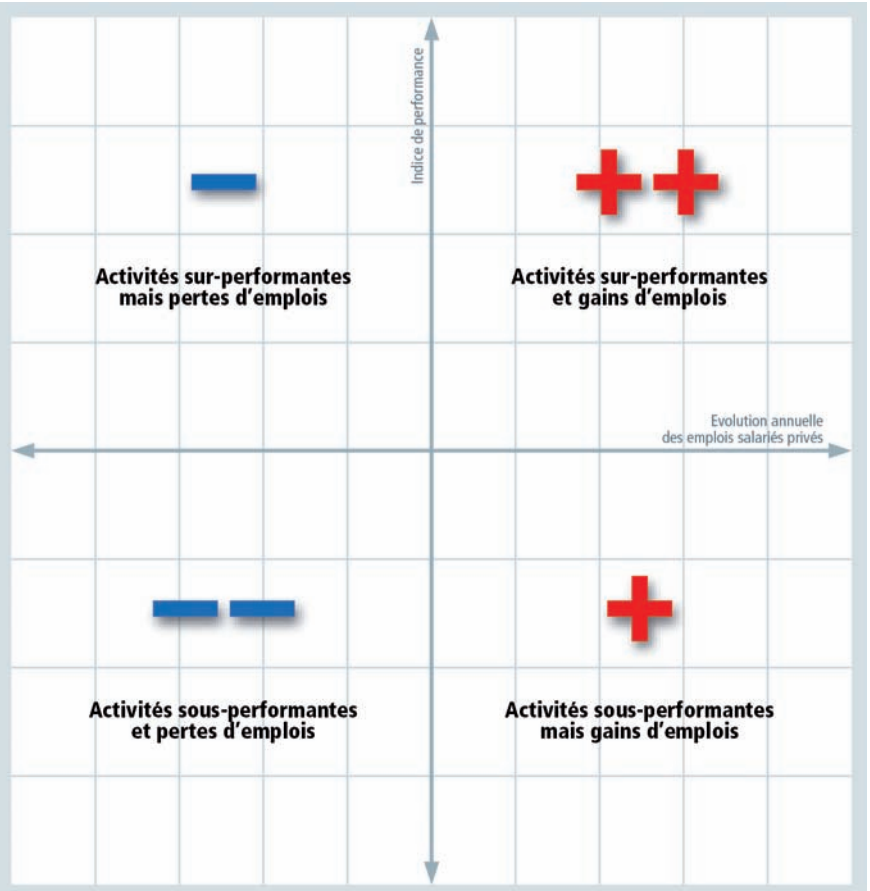 Indice de performance
Activités sur-performantes
mais pertes d'emplois
Activités sur-performantes
et gains d'emplois
Evolution annuelle
des emplois salariés privés
Activités sous-performantes
et pertes d'emplois
Activités sous-performantes
mais gains d'emplois